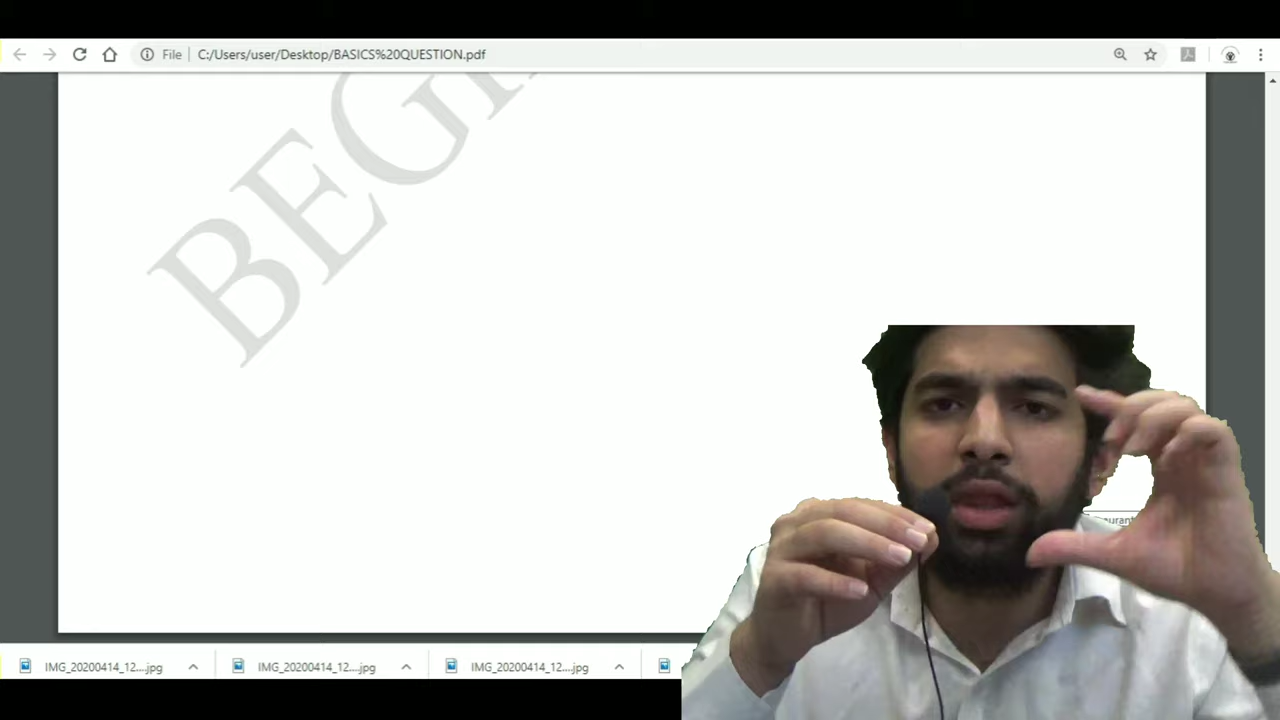 File
C:/Users/user/Desktop/BASICS%20QUESTION.pdf
BEGI
IMG_20200414_12....jpg
IMG_20200414_12....jpg
IMG_20200414_12....jpg